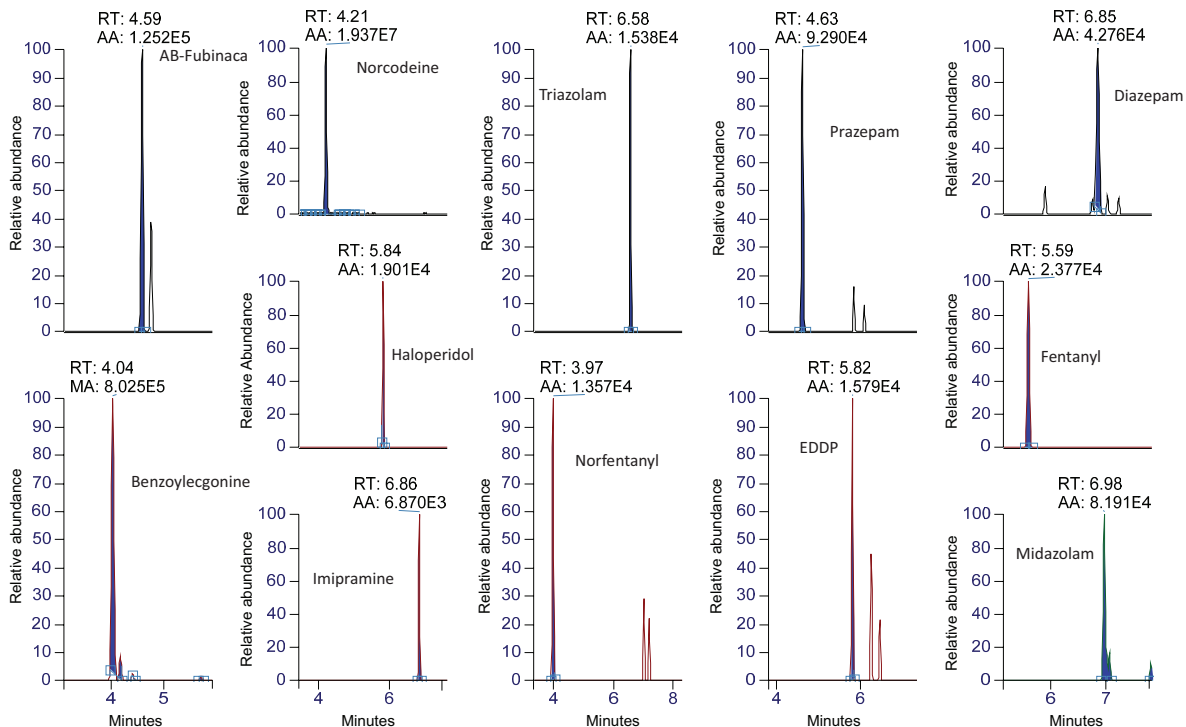 RT: 4.59
AA: 1.252E5
AB-Fubinaca
100
90
80
70
60
50
40
30
20
10
0
Relative abundance
RT: 4.21
AA: 1.937E7
Norcodeine
100
80
60
40
20
0
Relative abundance
RT: 6.58
AA: 1.538E4
Triazolam
100
90
80
70
60
50
40
30
20
10
0
Relative abundance
RT: 4.63
AA: 9.290E4
Prazepam
100
90
80
70
60
50
40
30
20
10
0
Relative abundance
RT: 6.85
AA: 4.276E4
Diazepam
100
80
60
40
20
0
Relative abundance
RT: 5.84
AA: 1.901E4
Haloperidol
100
80
60
40
20
0
Relative Abundance
RT: 5.59
AA: 2.377E4
Fentanyl
100
80
60
40
20
0
Relative abundance
RT: 4.04
MA: 8.025E5
Benzoylecgonine
100
90
80
70
60
50
40
30
20
10
0
Relative abundance
4 5
Minutes
RT: 6.86
AA: 6.870E3
Imipramine
100
80
60
40
20
0
Relative abundance
4 6
Minutes
RT: 3.97
AA: 1.357E4
Norfentanyl
100
90
80
70
60
50
40
30
20
10
0
Relative abundance
4 6 8
Minutes
RT: 5.82
AA: 1.579E4
EDDP
100
90
80
70
60
50
40
30
20
10
0
Relative abundance
4 6
Minutes
RT: 6.98
AA: 8.191E4
Midazolam
100
80
60
40
20
0
Relative abundance
6 7
Minutes